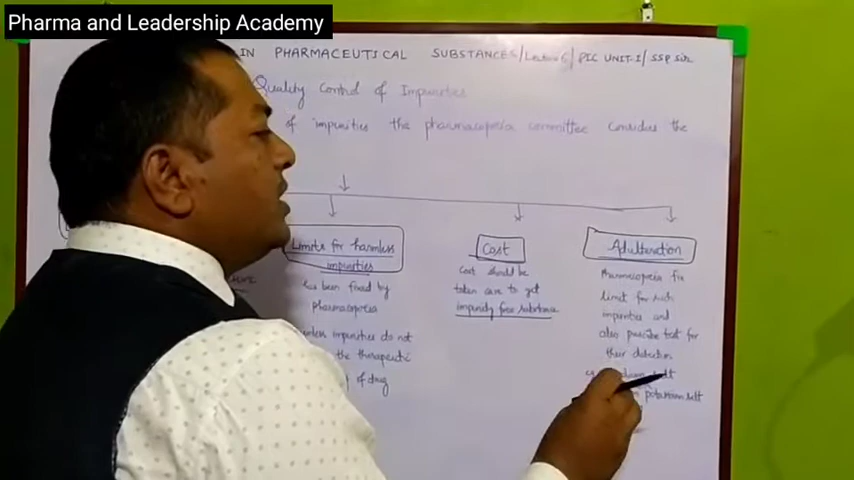 Pharma and Leadership Academy
IN PHARMACEUTICAL SUBSTANCES/Lecture 6/PIC UNIT-I/ SSP Sir
Quality Control of Impurities
of impurities the pharmacopoeia committee considers the
Limits for harmless
impurities
has been fixed by
Pharmacopoeia
impurities do not
the therapeutic
of drug
Cost
Cost should be
taken care to get
impurity free substance
Adulteration
Pharmacopoeia fix
limit for such
impurities and
also provide test for
their detection
eg. salt
potassium salt